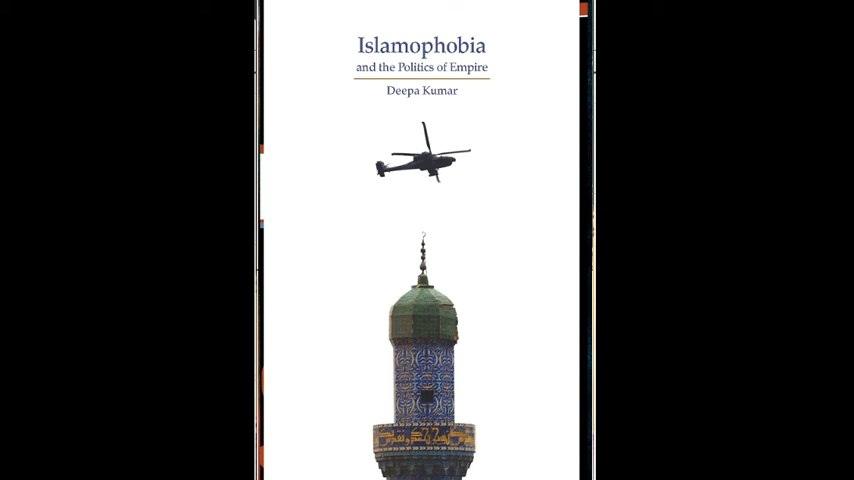 Islamophobia
and the Politics of Empire
Deepa Kumar